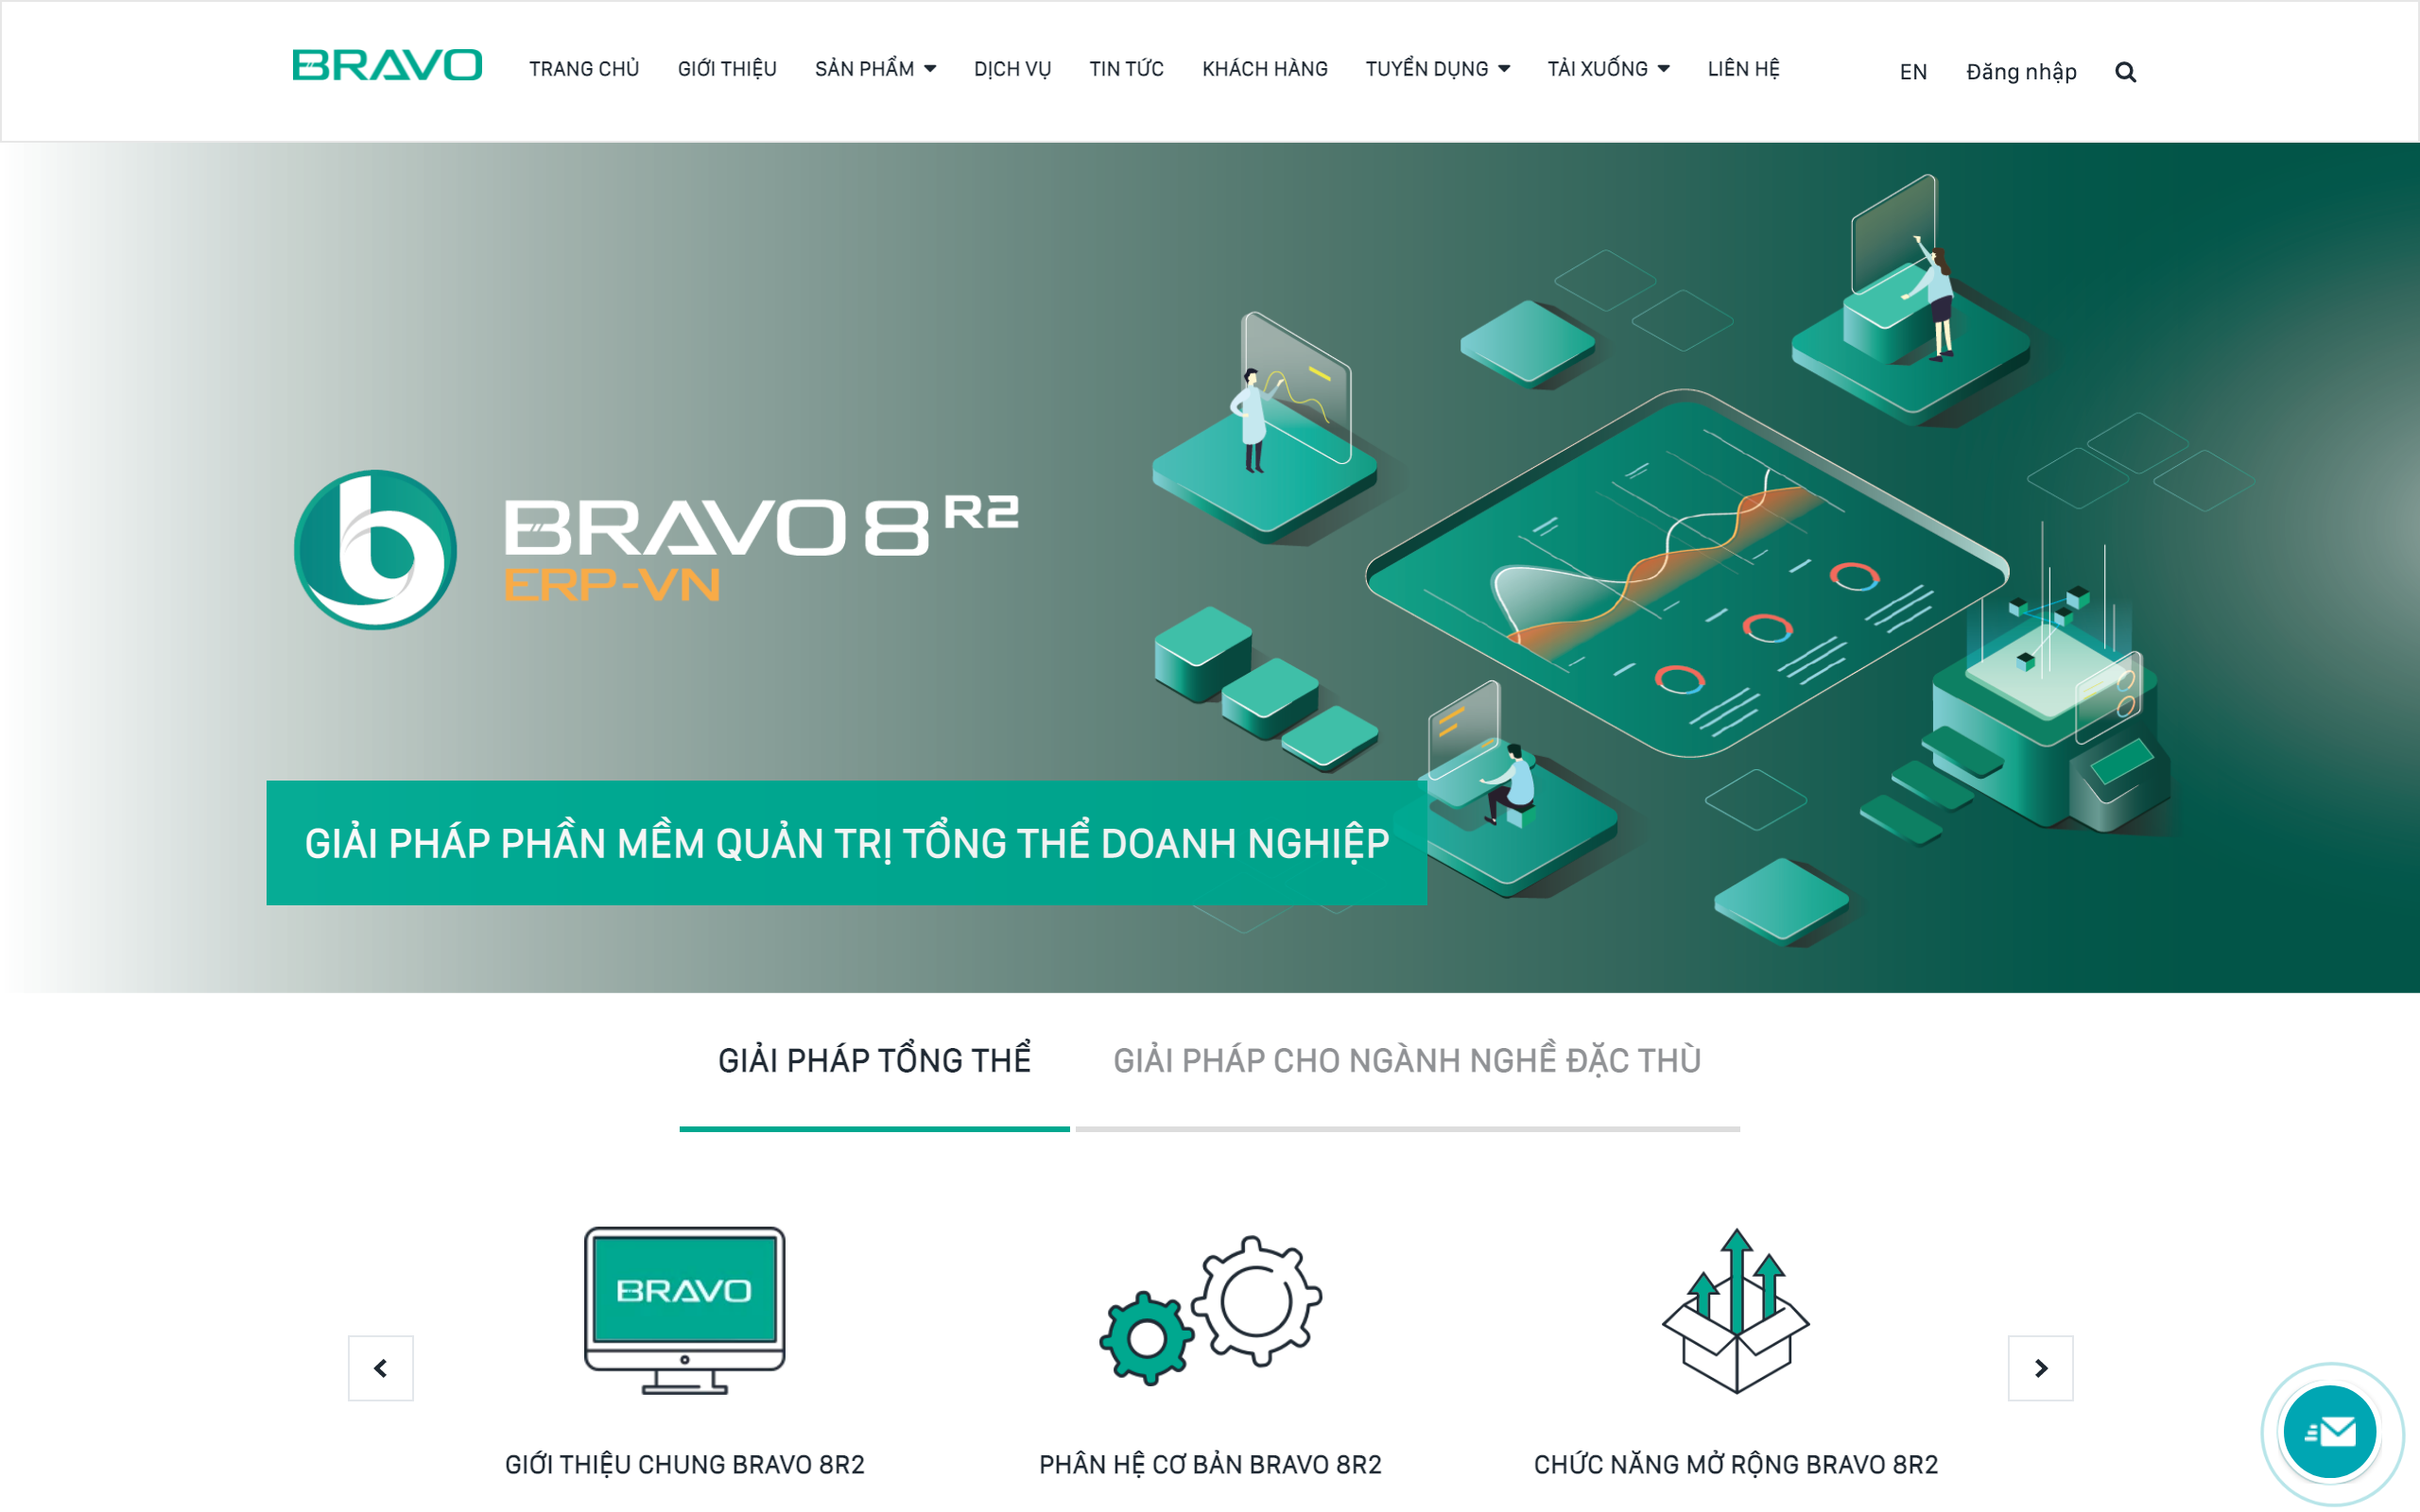 BRAVO
TRANG CHỦ GIỚI THIỆU SẢN PHẨM DỊCH VỤ TIN TỨC KHÁCH HÀNG TUYỂN DỤNG TẢI XUỐNG LIÊN HỆ EN Đăng nhập
BRAVO 8 R2
ERP-VN
GIẢI PHÁP PHẦN MỀM QUẢN TRỊ TỔNG THỂ DOANH NGHIỆP
GIẢI PHÁP TỔNG THỂ GIẢI PHÁP CHO NGÀNH NGHỀ ĐẶC THÙ
BRAVO
GIỚI THIỆU CHUNG BRAVO 8R2 PHÂN HỆ CƠ BẢN BRAVO 8R2 CHỨC NĂNG MỞ RỘNG BRAVO 8R2